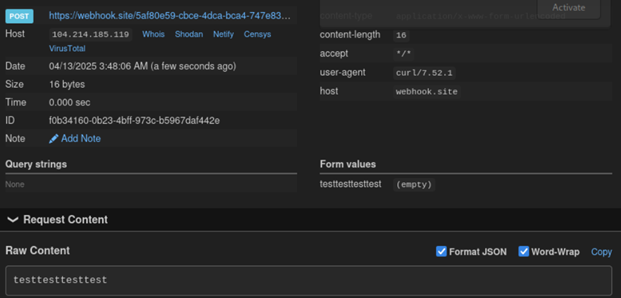 POST https://webhook.site/5af80e59-cbce-4dca-bca4-747e83...
Host 104.214.185.119 Whois Shodan Netify Censys
VirusTotal
Date 04/13/2025 3:48:06 AM (a few seconds ago)
Size 16 bytes
Time 0.000 sec
ID f0b34160-0b23-4bff-973c-b5967daf442e
Note Add Note
Activate
content-length 16
accept */*
user-agent curl/7.52.1
host webhook.site
Query strings
None
Form values
testtesttesttest (empty)
Request Content
Raw Content
Format JSON Word-Wrap Copy
testtesttesttest